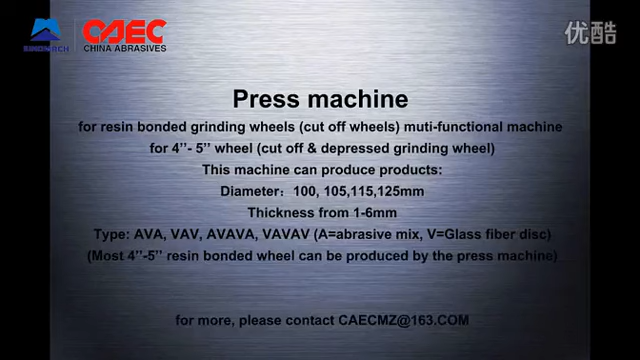 CAEC
CHINA ABRASIVES
优酷
Press machine
for resin bonded grinding wheels (cut off wheels) muti-functional machine
for 4''- 5'' wheel (cut off & depressed grinding wheel)
This machine can produce products:
Diameter：100, 105,115,125mm
Thickness from 1-6mm
Type: AVA, VAV, AVAVA, VAVAV (A=abrasive mix, V=Glass fiber disc)
(Most 4''-5'' resin bonded wheel can be produced by the press machine)
for more, please contact CAECMZ@163.COM